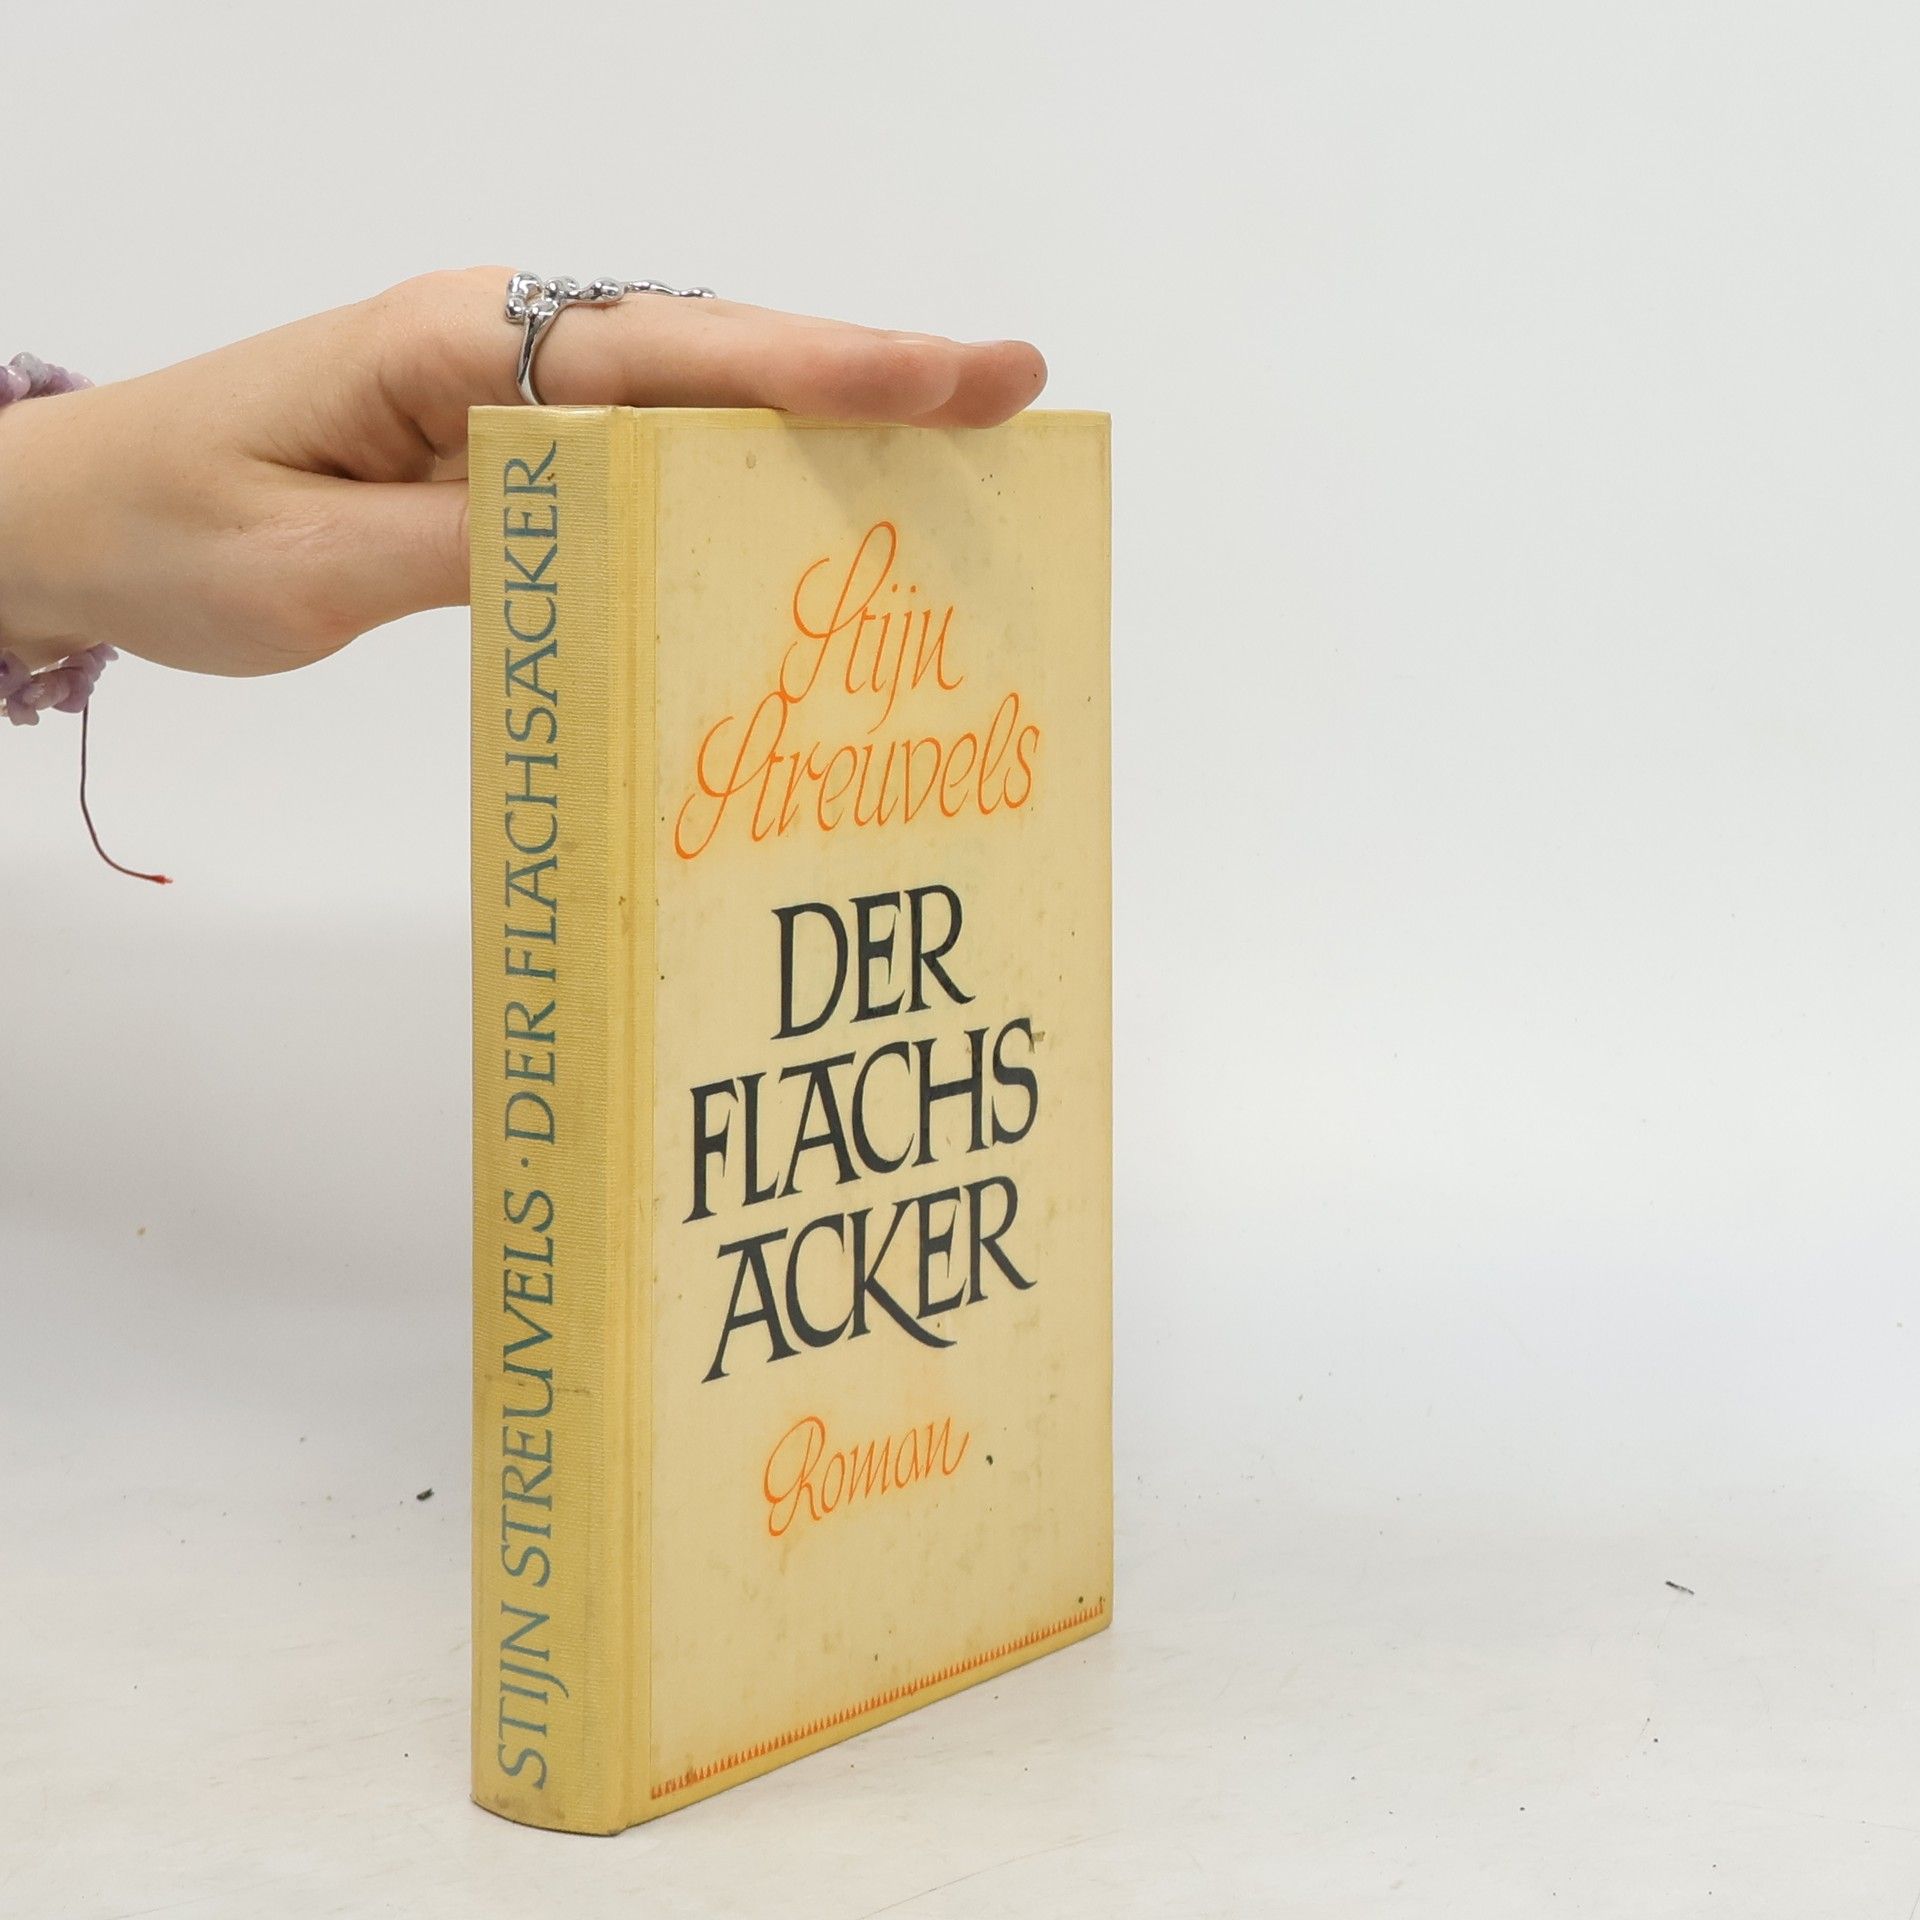 STIJN STREUVELS · DER FLACHSACKER
Stijn
Streuvels
DER
FLACHS
ACKER
Roman